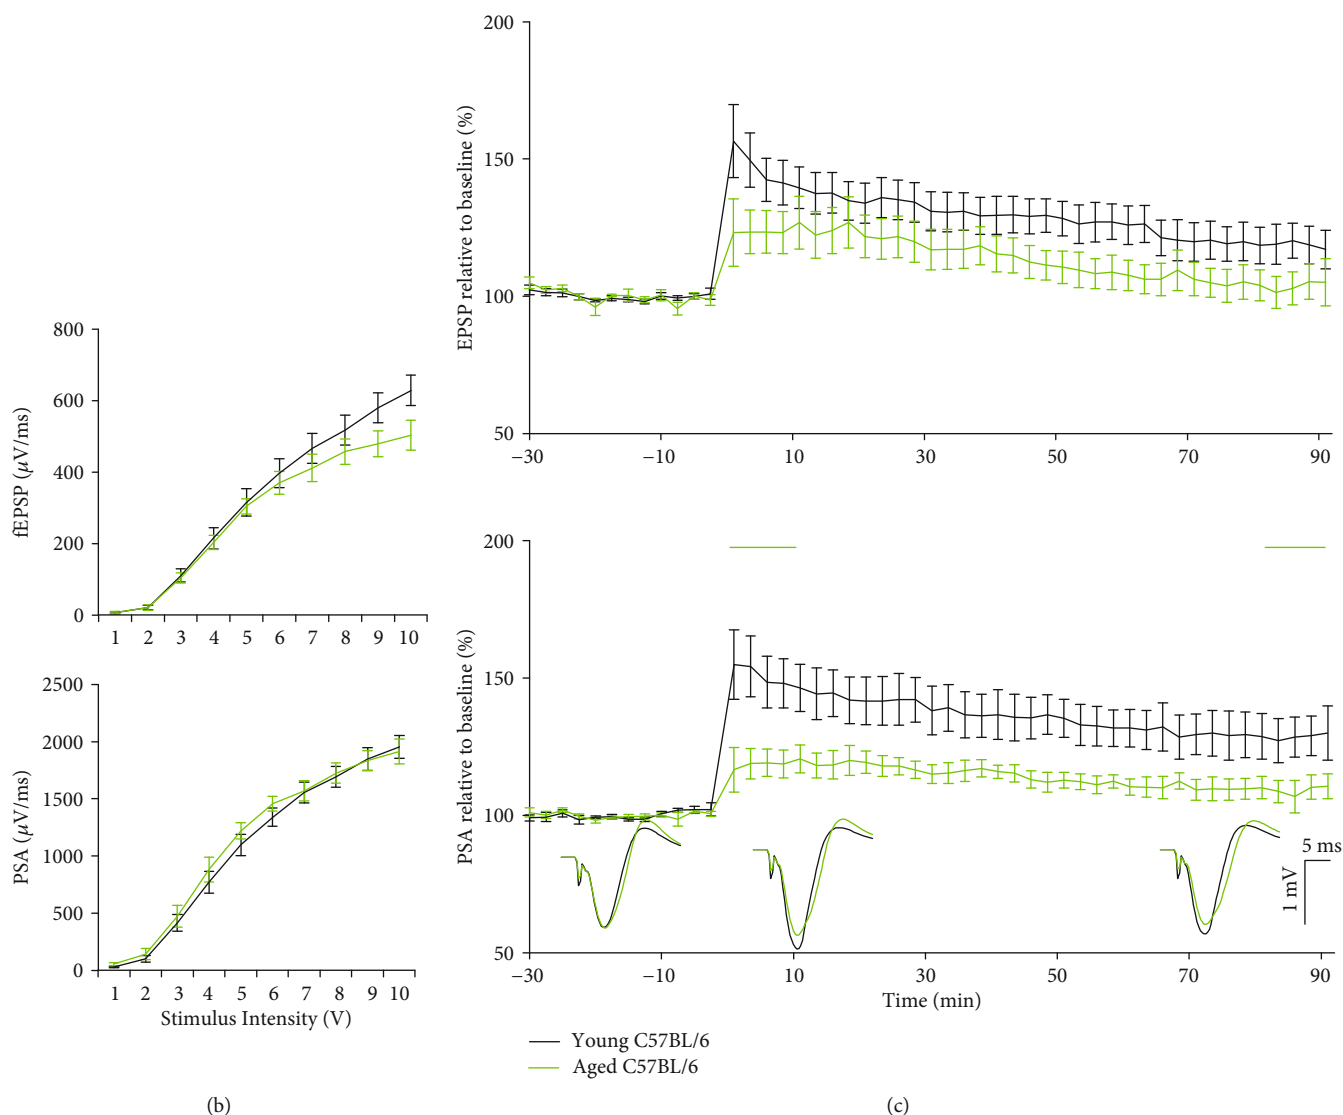 800
600
400
200
0
fEPSP (μV/ms)
1 2 3 4 5 6 7 8 9 10
2500
2000
1500
1000
500
0
PSA (μV/ms)
1 2 3 4 5 6 7 8 9 10
Stimulus Intensity (V)
(b)
200
150
100
50
EPSP relative to baseline (%)
−30 −10 10 30 50 70 90
200
150
100
50
PSA relative to baseline (%)
5 ms
1 mV
−30 −10 10 30 50 70 90
Time (min)
Young C57BL/6
Aged C57BL/6
(c)